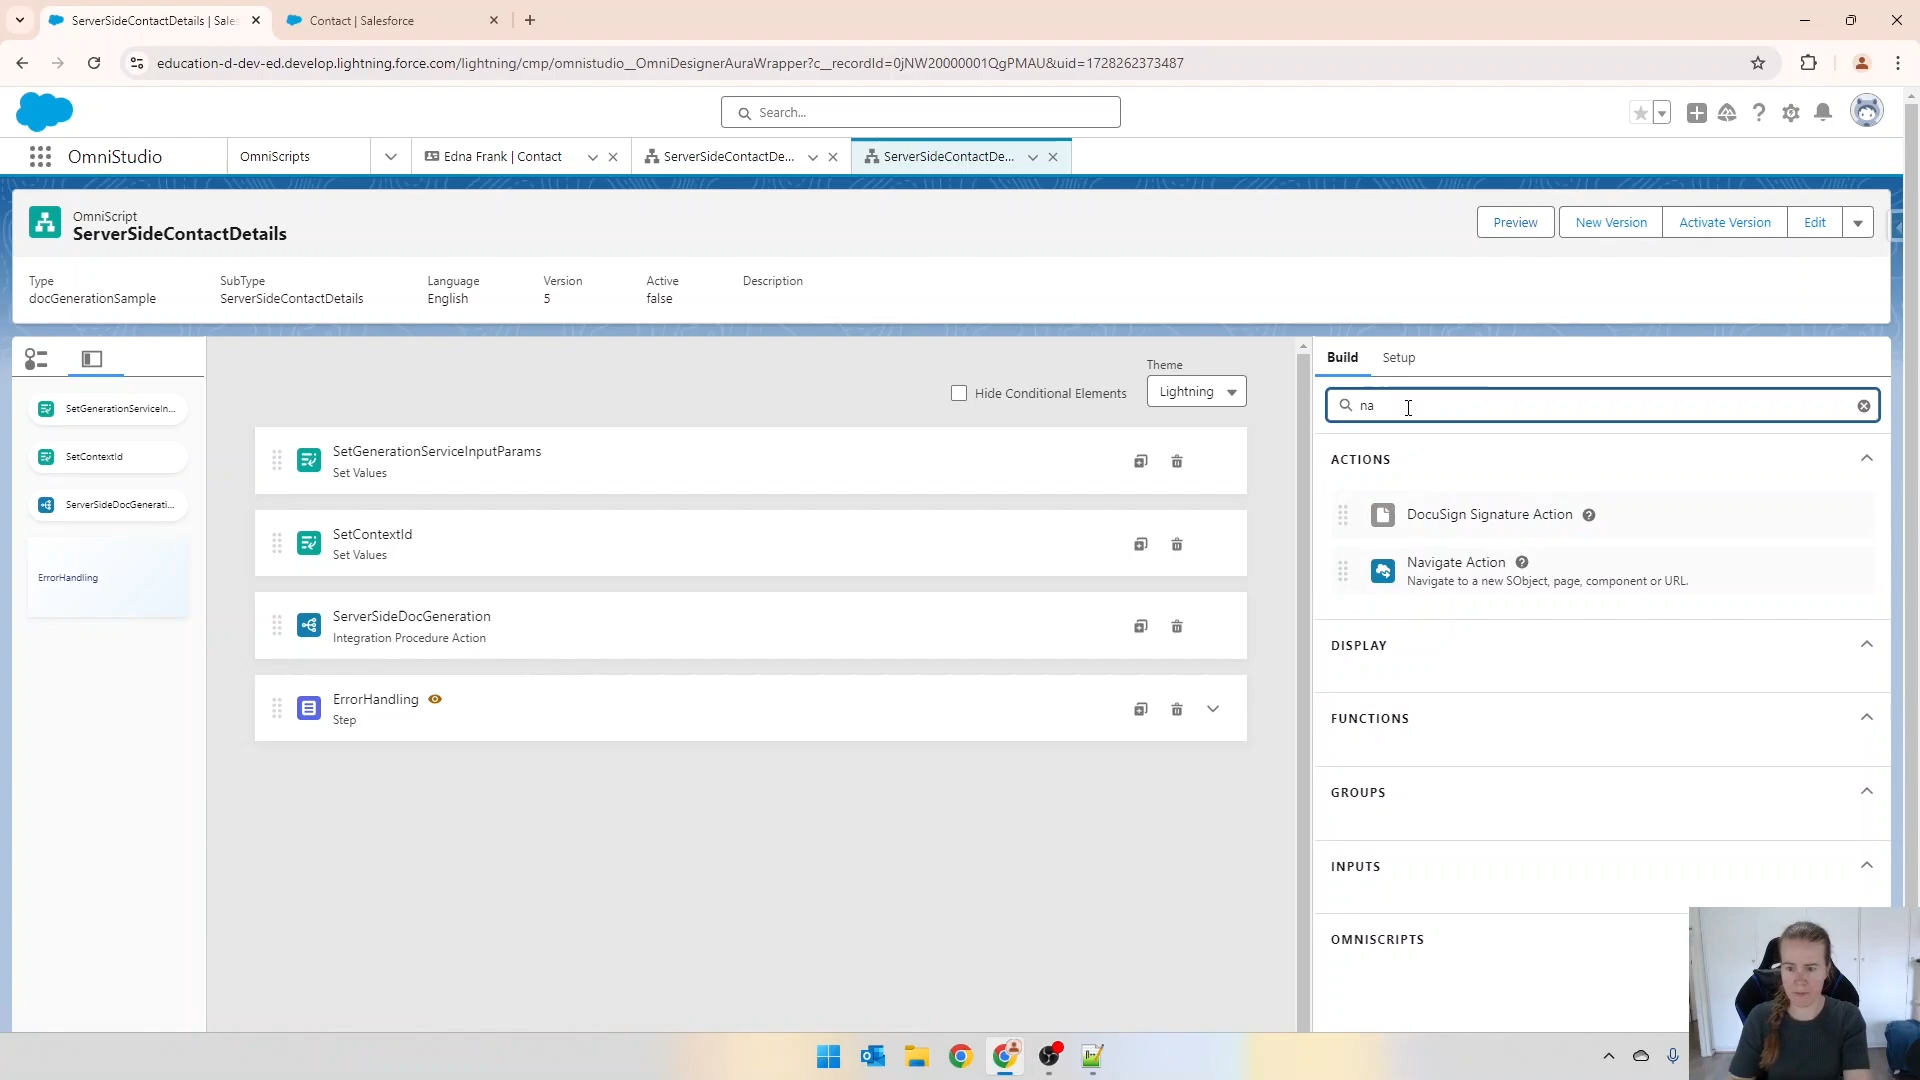 ServerSideContactDetails | Sales
Contact | Salesforce
education-d-dev-ed.develop.lightning.force.com/lightning/cmp/omnistudio__OmniDesignerAuraWrapper?c__recordId=0jNW20000001QgPMAU&uid=1728262373487
Search...
OmniStudio
OmniScripts
Edna Frank | Contact
ServerSideContactDe...
ServerSideContactDe...
OmniScript
ServerSideContactDetails
Preview
New Version
Activate Version
Edit
Type
SubType
Language
Version
Active
Description
docGenerationSample
ServerSideContactDetails
English
5
false
Theme
Hide Conditional Elements
Lightning
SetGenerationServiceIn...
SetContextId
ServerSideDocGenerati...
ErrorHandling
SetGenerationServiceInputParams
Set Values
SetContextId
Set Values
ServerSideDocGeneration
Integration Procedure Action
ErrorHandling
Step
Build
Setup
na
ACTIONS
DocuSign Signature Action
Navigate Action
Navigate to a new SObject, page, component or URL.
DISPLAY
FUNCTIONS
GROUPS
INPUTS
OMNISCRIPTS